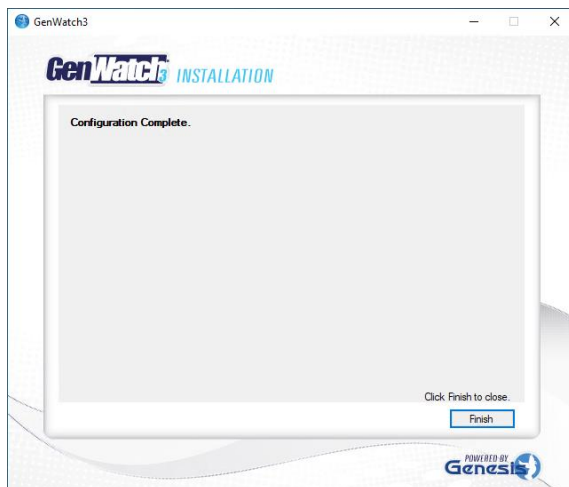 GenWatch3
GenWatch3 INSTALLATION
Configuration Complete.
Click Finish to close.
Finish
POWERED BY
Genesis